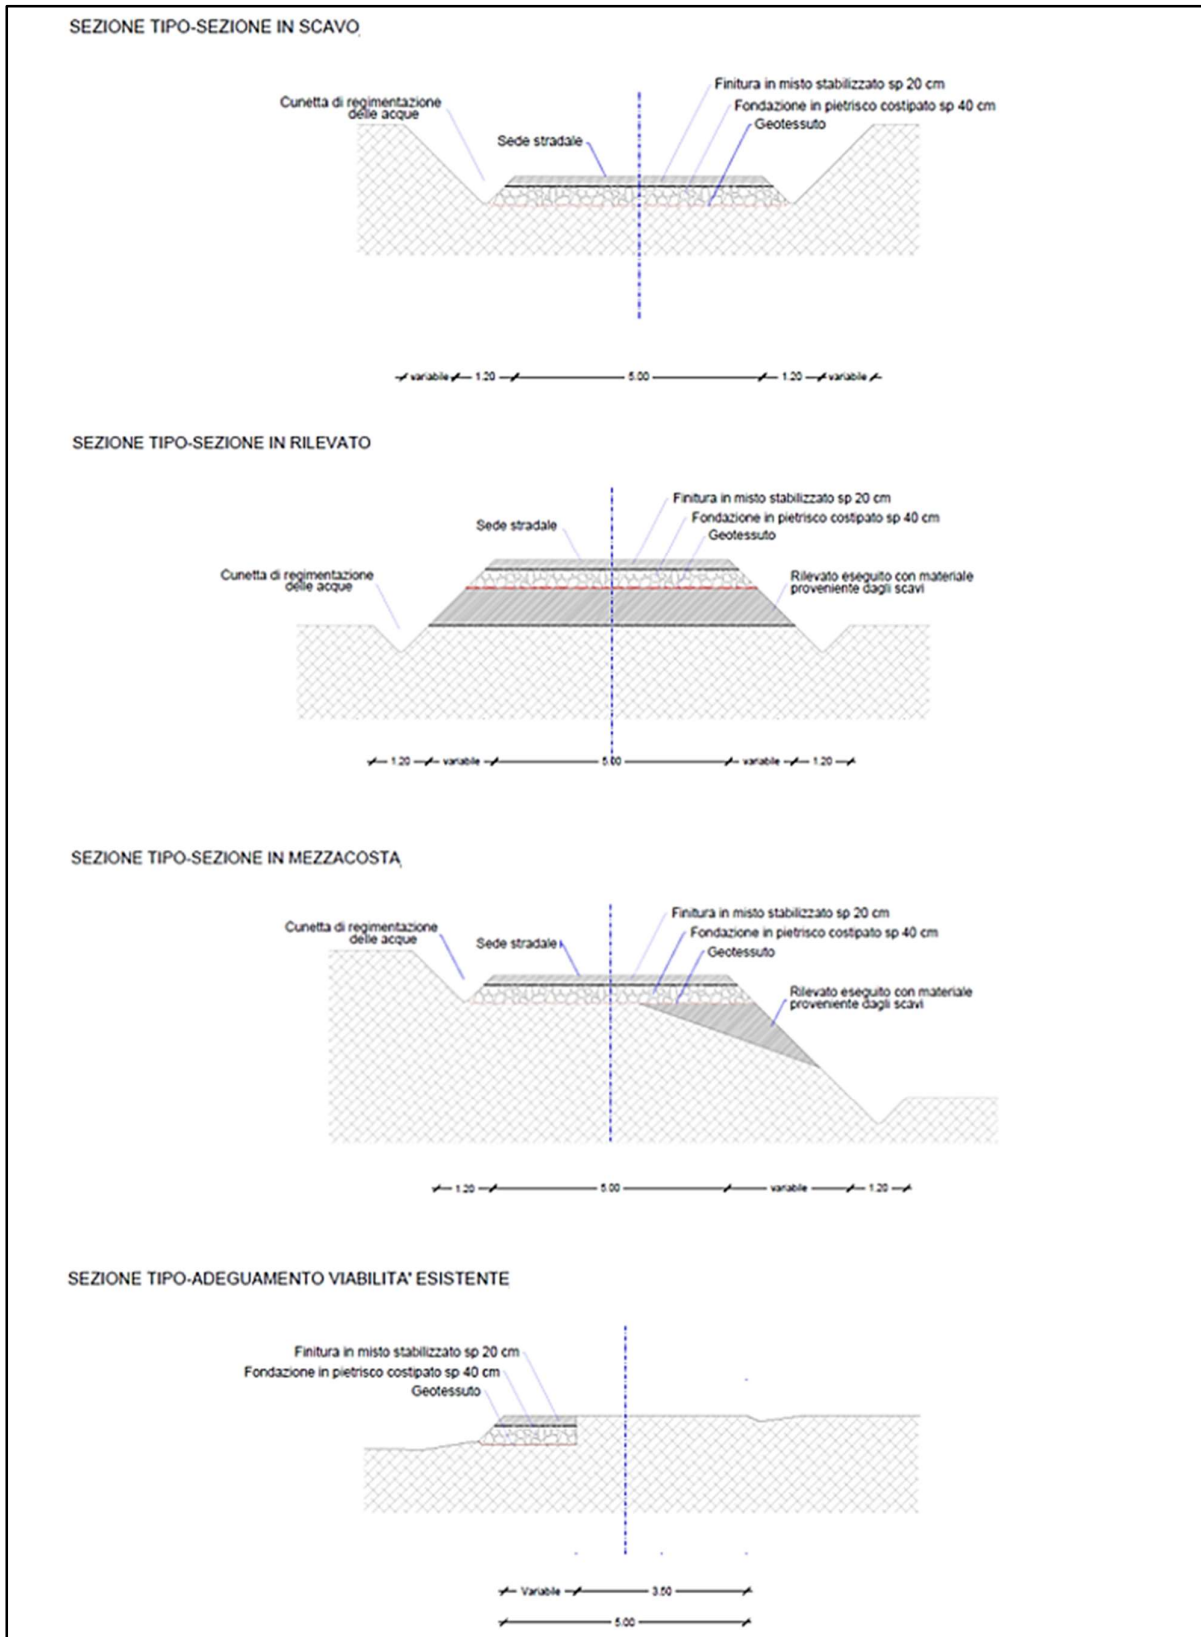 SEZIONE TIPO-SEZIONE IN SCAVO
Finitura in misto stabilizzato sp 20 cm
Cunetta di regimentazione
delle acque
Fondazione in pietrisco costipato sp 40 cm
Geotessuto
Sede stradale
variabile 1.20 5.00 1.20 variabile
SEZIONE TIPO-SEZIONE IN RILEVATO
Finitura in misto stabilizzato sp 20 cm
Fondazione in pietrisco costipato sp 40 cm
Sede stradale
Geotessuto
Cunetta di regimentazione
delle acque
Rilevato eseguito con materiale
proveniente dagli scavi
1.20 variabile 5.00 variabile 1.20
SEZIONE TIPO-SEZIONE IN MEZZACOSTA
Finitura in misto stabilizzato sp 20 cm
Cunetta di regimentazione
delle acque
Fondazione in pietrisco costipato sp 40 cm
Sede stradale
Geotessuto
Rilevato eseguito con materiale
proveniente dagli scavi
1.20 5.00 variabile 1.20
SEZIONE TIPO-ADEGUAMENTO VIABILITA' ESISTENTE
Finitura in misto stabilizzato sp 20 cm
Fondazione in pietrisco costipato sp 40 cm
Geotessuto
Variabile 3.50
5.00